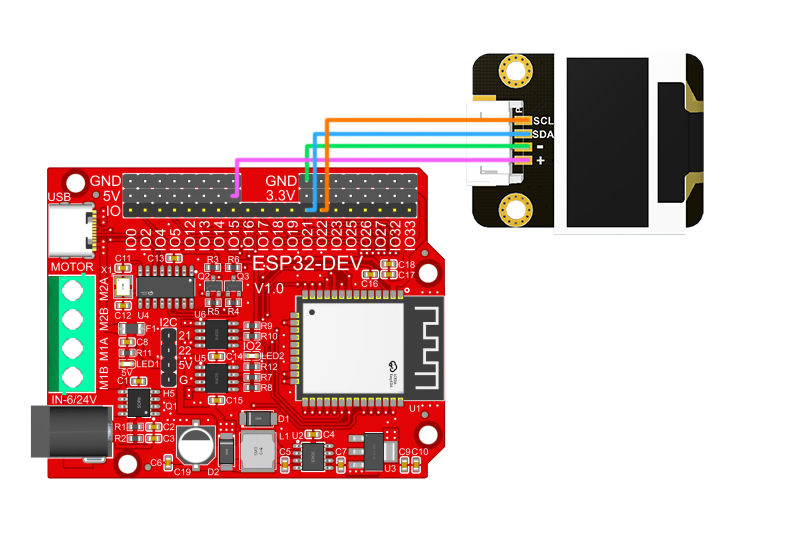 SCL
SDA
-
+
GND
5V
IO
GND
3.3V
USB
IO0
IO2
IO4
IO5
IO12
IO13
IO14
IO15
IO16
IO17
IO18
IO19
IO21
IO22
IO23
IO25
IO26
IO27
IO32
IO33
MOTOR
M2A
M2B
M1A
M1B
IN-6/24V
X1
C11
C13
R3
R6
ESP32-DEV
V1.0
Q2
Q3
C18
C17
C16
C12
U4
R5
R4
F1
I2C
21
22
5V
G
H5
C8
R11
5V
LED1
U6
R9
R10
IO2
C14
LED2
U5
R12
R7
R8
C15
C1
Q1
R1
R2
C2
C3
C6
C19
D2
D1
L1
U2
C4
C5
C7
U3
C9
C10
U1